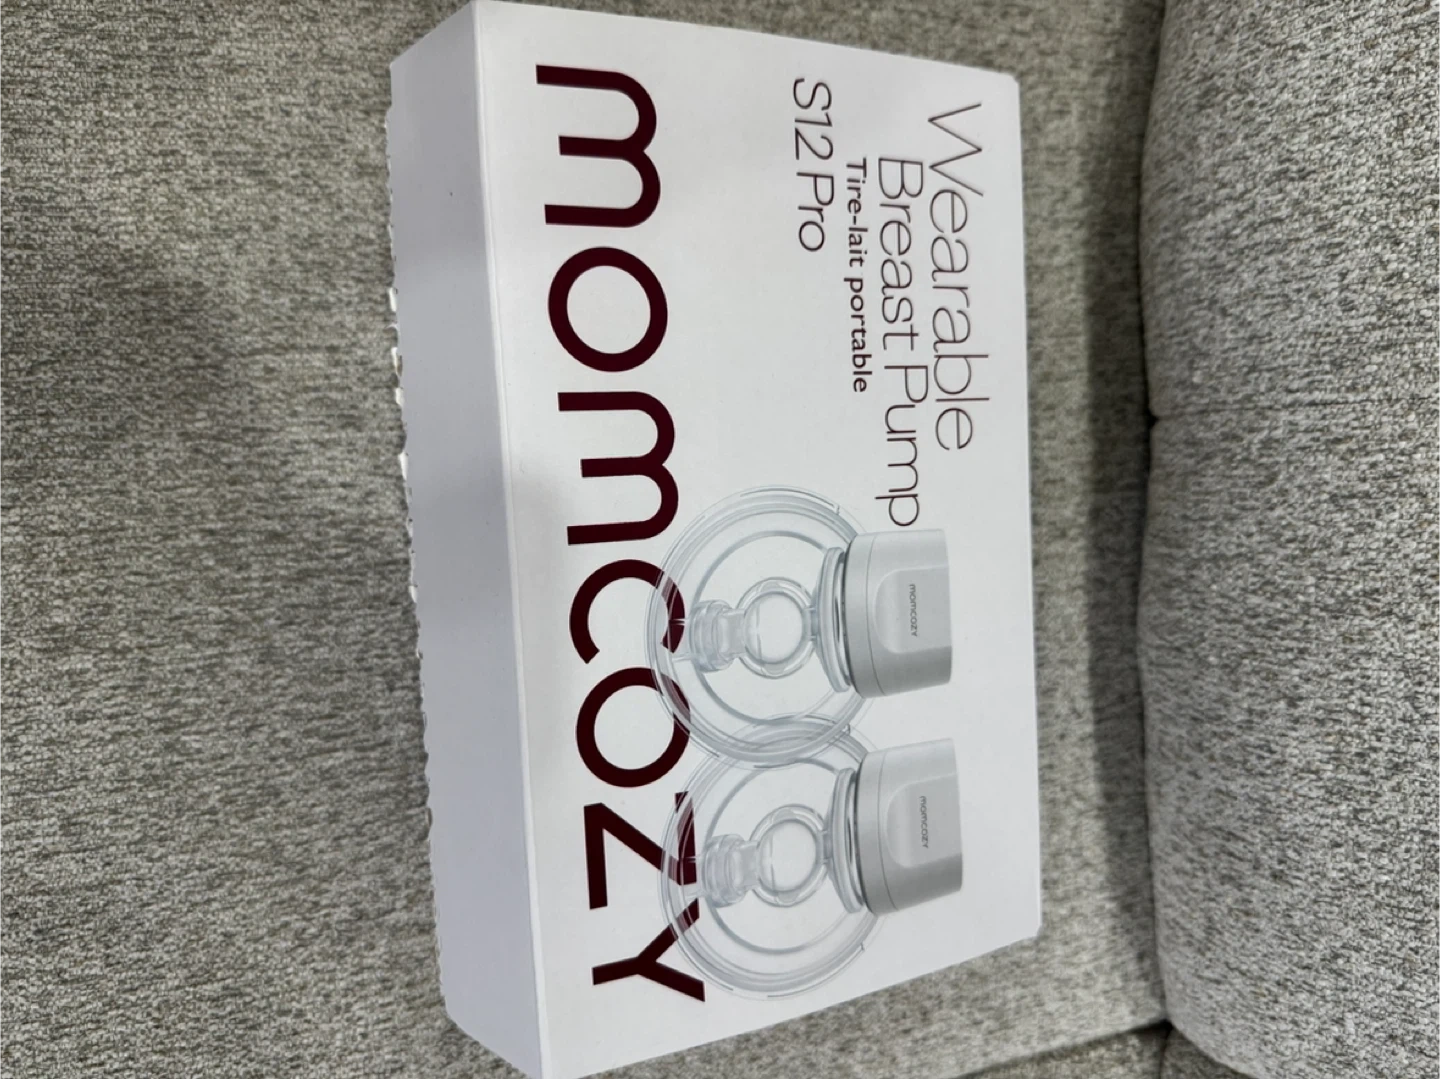 Wearable
Breast Pump
Tire-lait portable
S12 Pro
momcozy
momcozy
momcozy